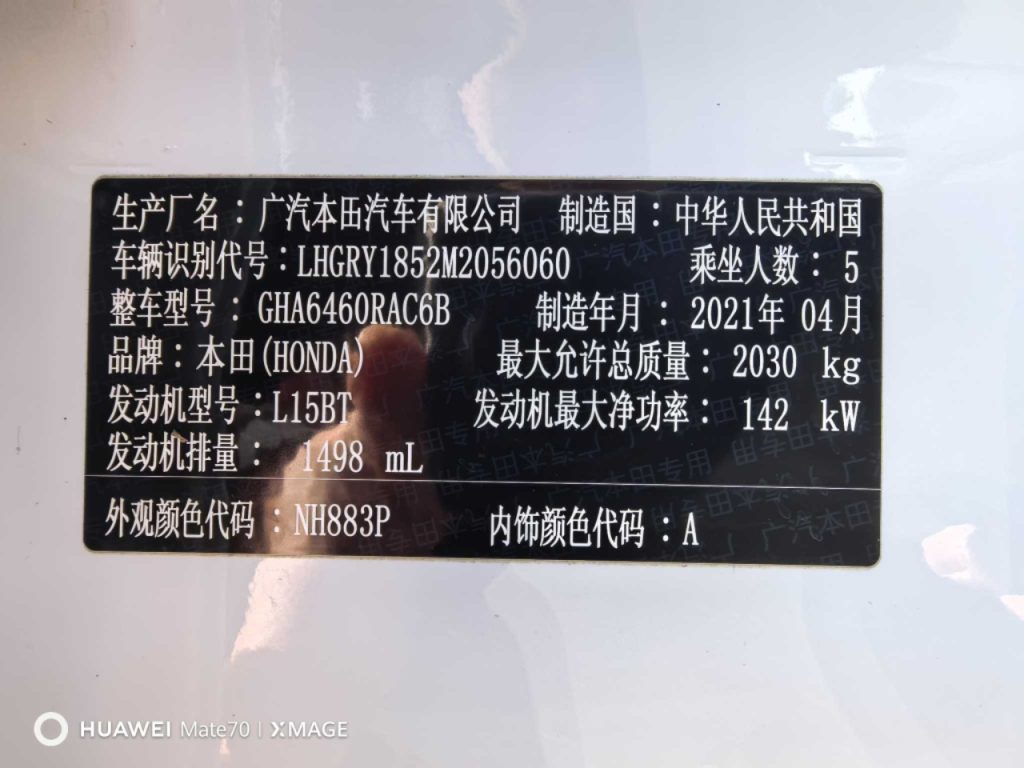 生产厂名：广汽本田汽车有限公司 制造国：中华人民共和国
车辆识别代号：LHGRY1852M2056060 乘坐人数：5
整车型号：GHA6460RAC6B 制造年月：2021年 04月
品牌：本田(HONDA) 最大允许总质量：2030 kg
发动机型号：L15BT 发动机最大净功率：142 kW
发动机排量：1498 mL
外观颜色代码：NH883P 内饰颜色代码：A
HUAWEI Mate70 | XMAGE